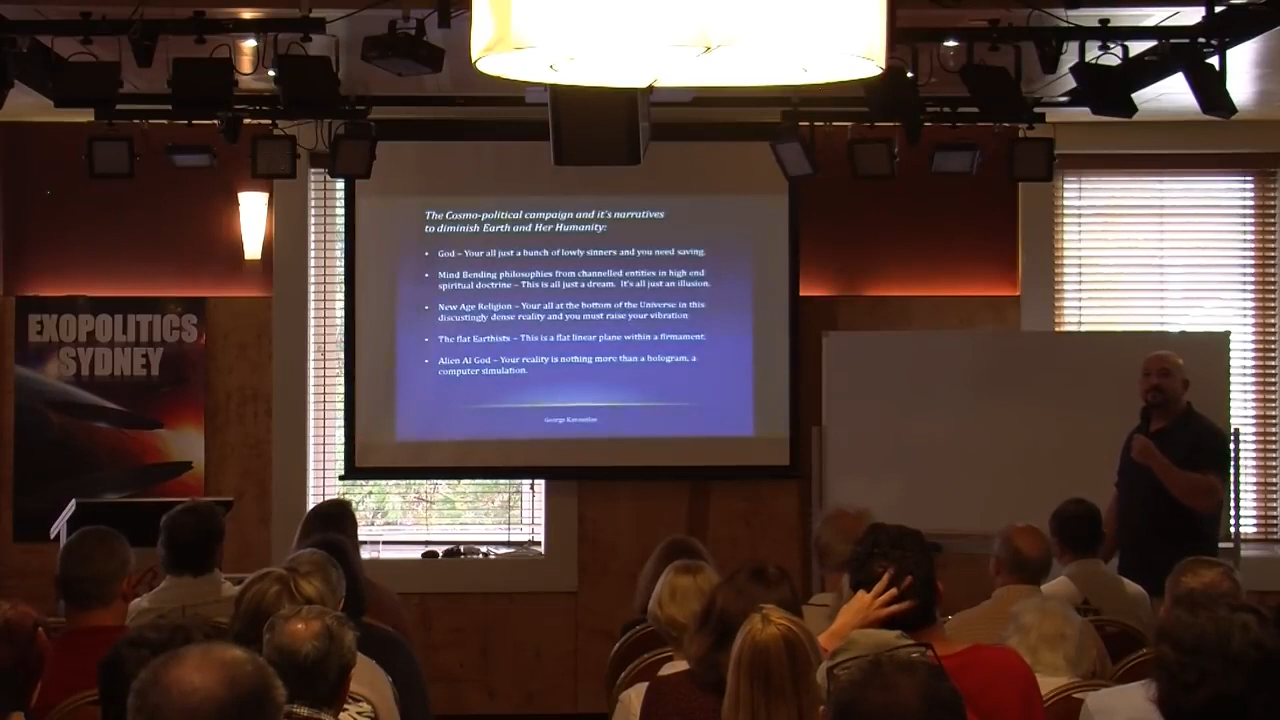 EXOPOLITICS
SYDNEY
The Cosmo-political campaign and it's narratives
to diminish Earth and Her Humanity:
• God – Your all just a bunch of lowly sinners and you need saving.
• Mind Bending philosophies from channelled entities in high end
spiritual doctrine – This is all just a dream. It's all just an illusion.
• New Age Religion – Your all at the bottom of the Universe in this
discustingly dense reality and you must raise your vibration
• The flat Earthists – This is a flat linear plane within a firmament.
• Alien AI God – Your reality is nothing more than a hologram, a
computer simulation.
George